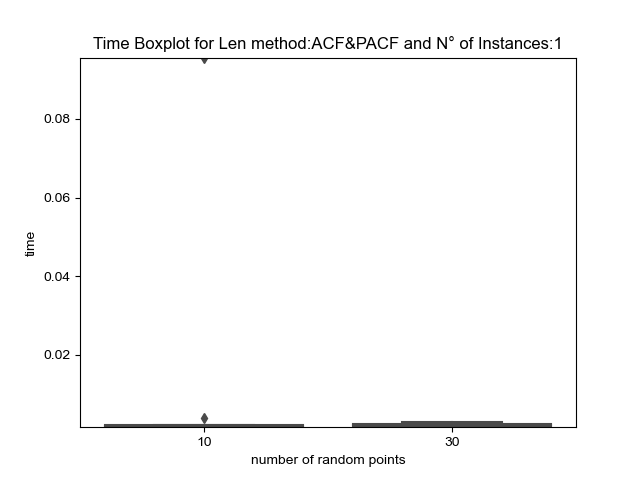 Time Boxplot for Len method:ACF&PACF and N° of Instances:1
0.08
0.06
0.04
0.02
time
10
30
number of random points